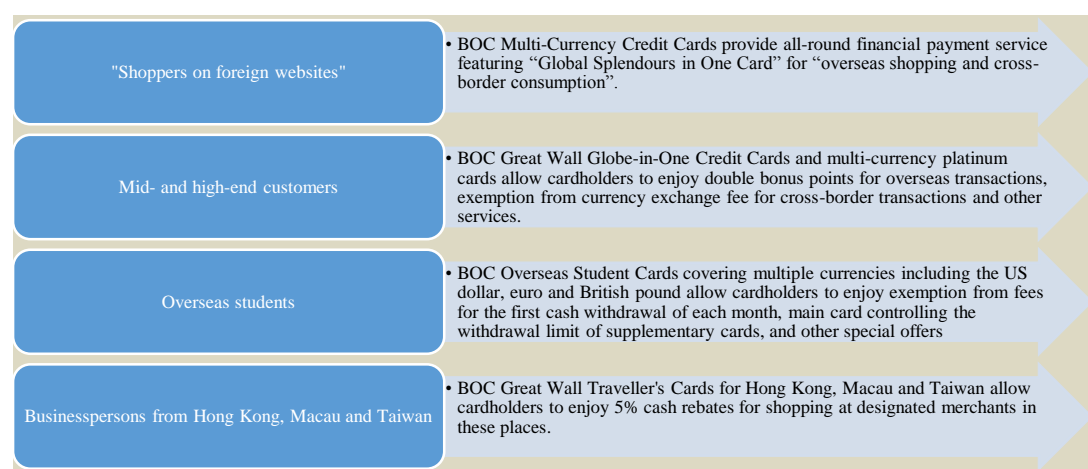 "Shoppers on foreign websites"
• BOC Multi-Currency Credit Cards provide all-round financial payment service
featuring “Global Splendours in One Card” for “overseas shopping and cross-
border consumption”.
Mid- and high-end customers
• BOC Great Wall Globe-in-One Credit Cards and multi-currency platinum
cards allow cardholders to enjoy double bonus points for overseas transactions,
exemption from currency exchange fee for cross-border transactions and other
services.
Overseas students
• BOC Overseas Student Cards covering multiple currencies including the US
dollar, euro and British pound allow cardholders to enjoy exemption from fees
for the first cash withdrawal of each month, main card controlling the
withdrawal limit of supplementary cards, and other special offers
Businesspersons from Hong Kong, Macau and Taiwan
• BOC Great Wall Traveller's Cards for Hong Kong, Macau and Taiwan allow
cardholders to enjoy 5% cash rebates for shopping at designated merchants in
these places.